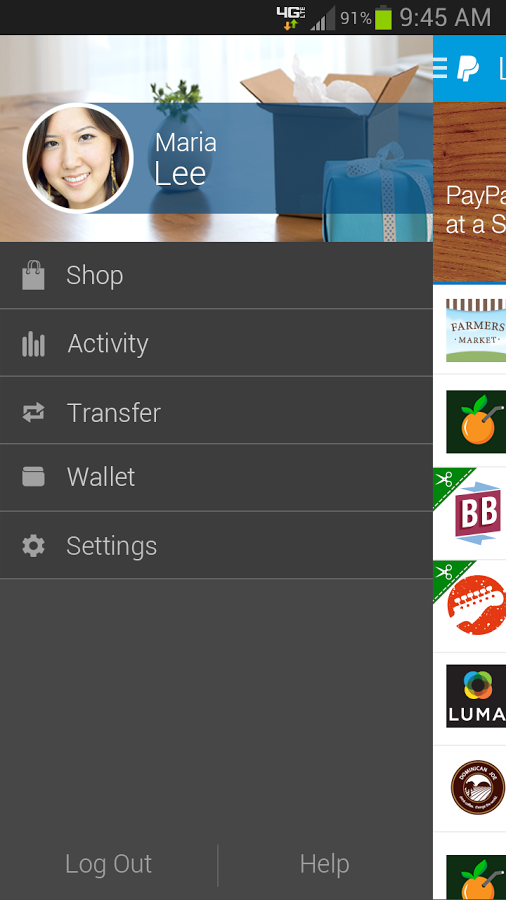 4G LTE 91% 9:45 AM
Maria
Lee
L
PayPa
at a S
Shop
Activity
Transfer
Wallet
Settings
FARMERS
MARKET
BB
LUMA
DOMINICAN JOE
Log Out
Help